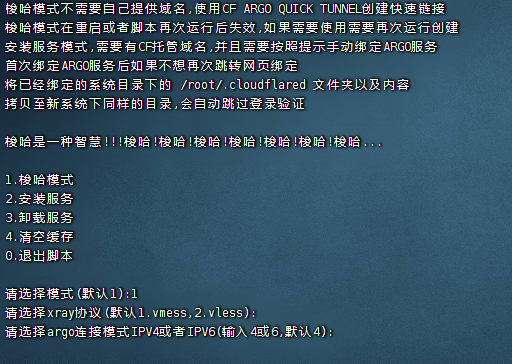 梭哈模式不需要自己提供域名,使用CF ARGO QUICK TUNNEL创建快速链接
梭哈模式在重启或者脚本再次运行后失效,如果需要使用需要再次运行创建
安装服务模式,需要有CF托管域名,并且需要按照提示手动绑定ARGO服务
首次绑定ARGO服务后如果不想再次跳转网页绑定
将已经绑定的系统目录下的 /root/.cloudflared 文件夹以及内容
拷贝至新系统下同样的目录,会自动跳过登录验证
梭哈是一种智慧!!!梭哈!梭哈!梭哈!梭哈!梭哈!梭哈!梭哈...
1.梭哈模式
2.安装服务
3.卸载服务
4.清空缓存
0.退出脚本
请选择模式(默认1):1
请选择xray协议(默认1.vmess,2.vless):
请选择argo连接模式IPV4或者IPV6(输入4或6,默认4):